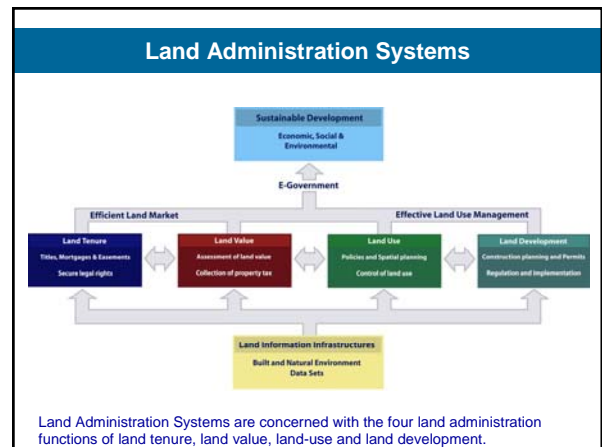 Land Administration Systems
Sustainable Development
Economic, Social &
Environmental
E-Government
Efficient Land Market
Effective Land Use Management
Land Tenure
Titles, Mortgages & Easements
Secure legal rights
Land Value
Assessment of land value
Collection of property tax
Land Use
Policies and Spatial planning
Control of land use
Land Development
Construction planning and Permits
Regulation and Implementation
Land Information Infrastructures
Built and Natural Environment
Data Sets
Land Administration Systems are concerned with the four land administration
functions of land tenure, land value, land-use and land development.